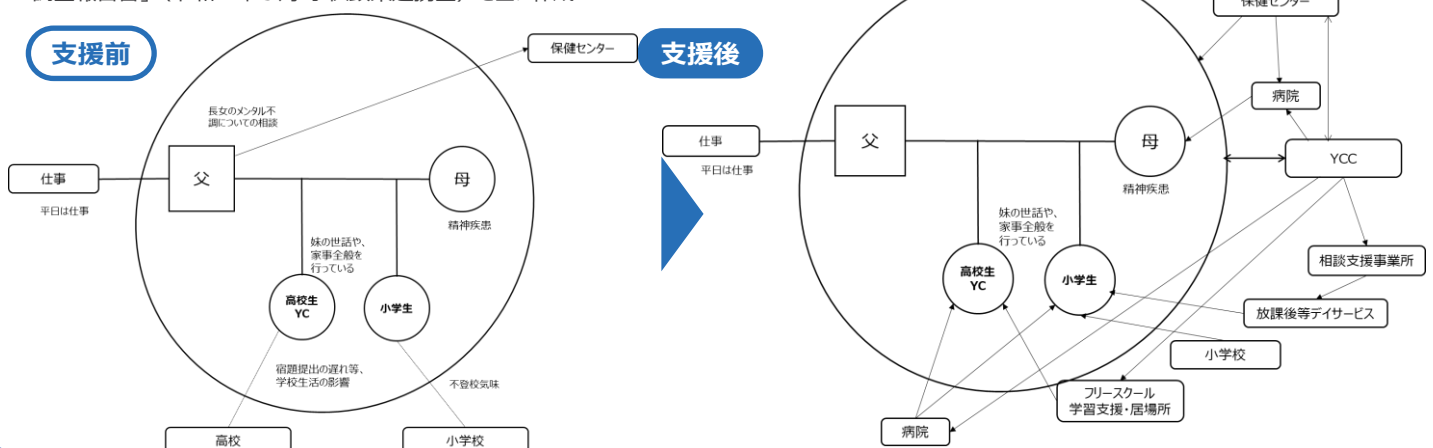 支援前
保健センター
長女のメンタル不
調についての相談
仕事
平日は仕事
父
母
精神疾患
妹の世話や、
家事全般を
行っている
高校生
YC
小学生
宿題提出の遅れ等、
学校生活の影響
不登校気味
高校
小学校
支援後
保健センター
病院
仕事
平日は仕事
父
母
精神疾患
YCC
妹の世話や、
家事全般を
行っている
高校生
YC
小学生
相談支援事業所
放課後等デイサービス
小学校
フリースクール
学習支援・居場所
病院